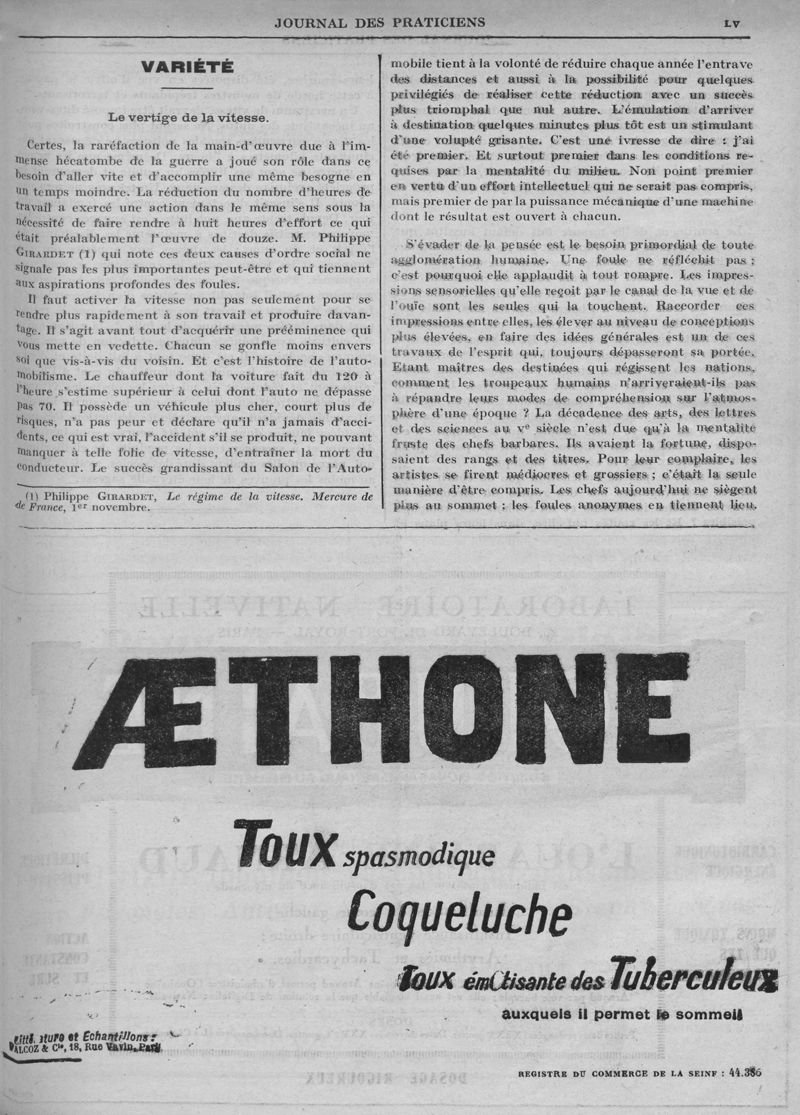 JOURNAL DES PRATICIENS
LV
VARIÉTÉ
Le vertige de la vitesse.
Certes, la raréfaction de la main-d'œuvre due à l'im-
mense hécatombe de la guerre a joué son rôle dans ce
besoin d'aller vite et d'accomplir une même besogne en
un temps moindre. La réduction du nombre d'heures de
travail a exercé une action dans le même sens sous la
nécessité de faire rendre à huit heures d'effort ce qui
était préalablement l'œuvre de douze. M. Philippe
GIRARDET (1) qui note ces deux causes d'ordre social ne
signale pas les plus importantes peut-être et qui tiennent
aux aspirations profondes des foules.
Il faut activer la vitesse non pas seulement pour se
rendre plus rapidement à son travail et produire davan-
tage. Il s'agit avant tout d'acquérir une prééminence qui
vous mette en vedette. Chacun se gonfle moins envers
soi que vis-à-vis du voisin. Et c'est l'histoire de l'auto-
mobilisme. Le chauffeur dont la voiture fait du 120 à
l'heure s'estime supérieur à celui dont l'auto ne dépasse
pas 70. Il possède un véhicule plus cher, court plus de
risques, n'a pas peur et déclare qu'il n'a jamais d'acci-
dents, ce qui est vrai, l'accident s'il se produit, ne pouvant
manquer à telle folie de vitesse, d'entraîner la mort du
conducteur. Le succès grandissant du Salon de l'Auto-
(1) Philippe GIRARDET, Le régime de la vitesse. Mercure de
de France, 1er novembre.
mobile tient à la volonté de réduire chaque année l'entrave
des distances et aussi à la possibilité pour quelques
privilégiés de réaliser cette réduction avec un succès
plus triomphal que nul autre. L'émulation d'arriver
à destination quelques minutes plus tôt est un stimulant
d'une volupté grisante. C'est une ivresse de dire : j'ai
été premier. Et surtout premier dans les conditions re-
quises par la mentalité du milieu. Non point premier
en vertu d'un effort intellectuel qui ne serait pas compris,
mais premier de par la puissance mécanique d'une machine
dont le résultat est ouvert à chacun.
S'évader de la pensée est le besoin primordial de toute
agglomération humaine. Une foule ne réfléchit pas ;
c'est pourquoi elle applaudit à tout rompre. Les impres-
sions sensorielles qu'elle reçoit par le canal de la vue et de
l'ouïe sont les seules qui la touchent. Raccorder ces
impressions entre elles, les élever au niveau de conceptions
plus élevées, en faire des idées générales est un de ces
travaux de l'esprit qui, toujours dépasseront sa portée.
Etant maîtres des destinées qui régissent les nations,
comment les troupeaux humains n'arriveraient-ils pas
à répandre leurs modes de compréhension sur l'atmos-
phère d'une époque ? La décadence des arts, des lettres
et des sciences au Ve siècle n'est due qu'à la mentalité
fruste des chefs barbares. Ils avaient la fortune, dispo-
saient des rangs et des titres. Pour leur complaire, les
artistes se firent médiocres et grossiers ; c'était la seule
manière d'être compris. Les chefs aujourd'hui ne siègent
plus au sommet ; les foules anonymes en tiennent lieu.
ÆTHONE
Toux spasmodique
Coqueluche
Toux émétisante des Tuberculeux
auxquels il permet le sommeil
Littérature et Echantillons :
FALCOZ & Cie, 18, Rue Vavin, Paris.
REGISTRE DU COMMERCE DE LA SEINE : 44.386